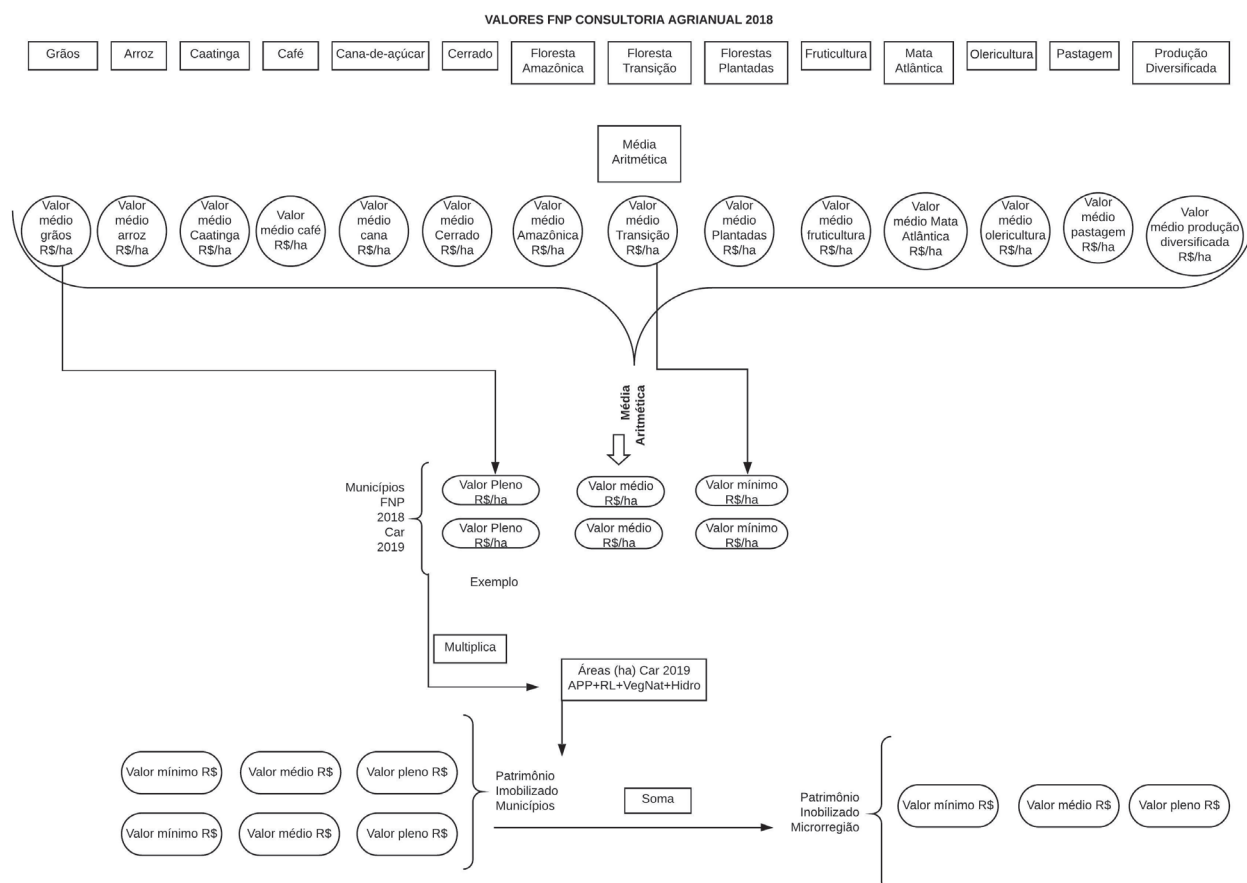 VALORES FNP CONSULTORIA AGRIANUAL 2018
Grãos
Arroz
Caatinga
Café
Cana-de-açúcar
Cerrado
Floresta
Amazônica
Floresta
Transição
Florestas
Plantadas
Fruticultura
Mata
Atlântica
Olericultura
Pastagem
Produção
Diversificada
Média
Aritmética
Valor
médio
grãos
R$/ha
Valor
médio
arroz
R$/ha
Valor
médio
Caatinga
R$/ha
Valor
médio café
R$/ha
Valor
médio
cana
R$/ha
Valor
médio
Cerrado
R$/ha
Valor
médio
Amazônica
R$/ha
Valor
médio
Transição
R$/ha
Valor
médio
Plantadas
R$/ha
Valor
médio
fruticultura
R$/ha
Valor
médio Mata
Atlântica
R$/ha
Valor
médio
olericultura
R$/ha
Valor
médio
pastagem
R$/ha
Valor
médio produção
diversificada
R$/ha
Média
Aritmética
Municípios
FNP
2018
Car
2019
Valor Pleno
R$/ha
Valor médio
R$/ha
Valor mínimo
R$/ha
Valor Pleno
R$/ha
Valor médio
R$/ha
Valor mínimo
R$/ha
Exemplo
Multiplica
Áreas (ha) Car 2019
APP+RL+VegNat+Hidro
Valor mínimo R$
Valor médio R$
Valor pleno R$
Valor mínimo R$
Valor médio R$
Valor pleno R$
Patrimônio
Imobilizado
Municípios
Soma
Patrimônio
Inobilizado
Microrregião
Valor mínimo R$
Valor médio R$
Valor pleno R$